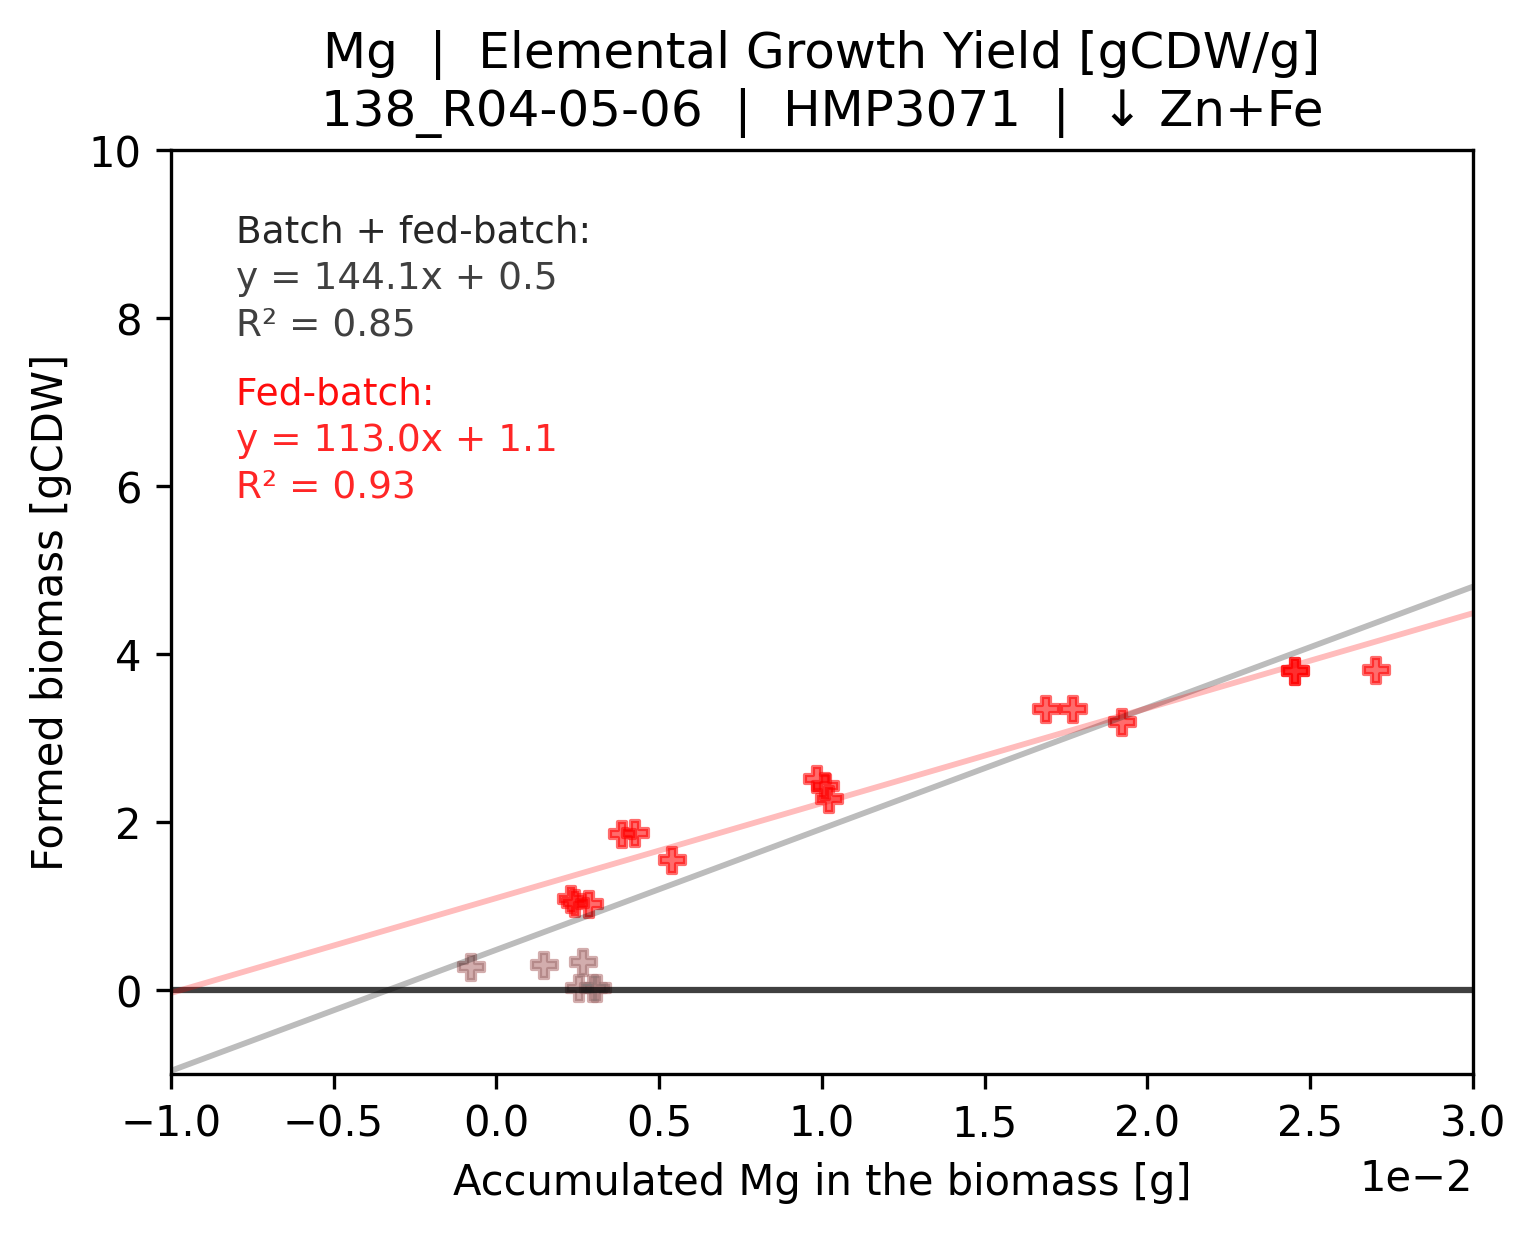 Mg | Elemental Growth Yield [gCDW/g]
138_R04-05-06 | HMP3071 | ↓ Zn+Fe
10
8
6
4
2
0
Formed biomass [gCDW]
Batch + fed-batch:
y = 144.1x + 0.5
R² = 0.85
Fed-batch:
y = 113.0x + 1.1
R² = 0.93
−1.0 −0.5 0.0 0.5 1.0 1.5 2.0 2.5 3.0
Accumulated Mg in the biomass [g]
1e−2